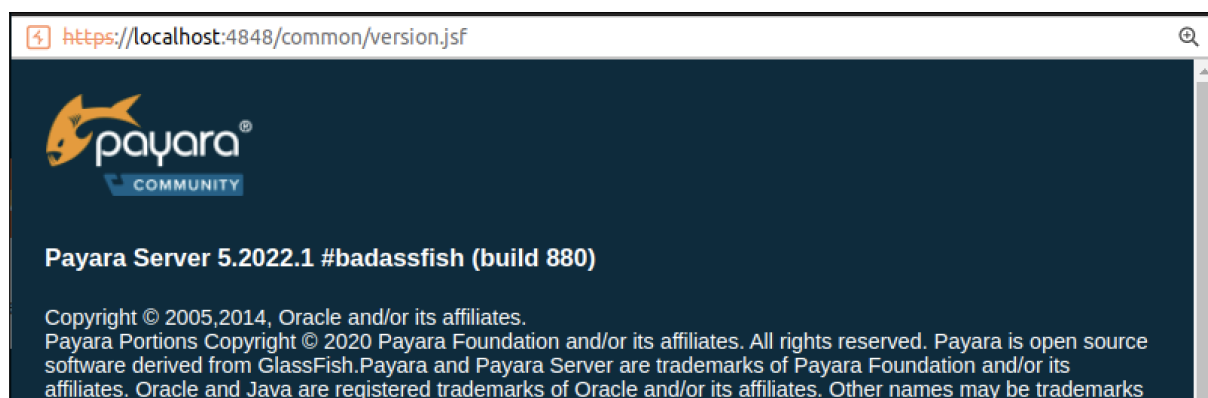 https://localhost:4848/common/version.jsf
payara®
COMMUNITY
Payara Server 5.2022.1 #badassfish (build 880)
Copyright © 2005,2014, Oracle and/or its affiliates.
Payara Portions Copyright © 2020 Payara Foundation and/or its affiliates. All rights reserved. Payara is open source
software derived from GlassFish.Payara and Payara Server are trademarks of Payara Foundation and/or its
affiliates. Oracle and Java are registered trademarks of Oracle and/or its affiliates. Other names may be trademarks